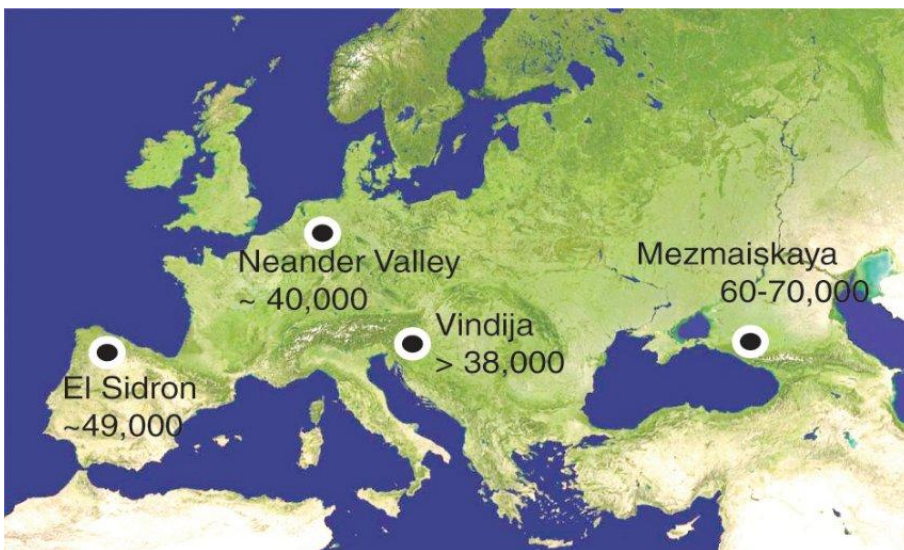 Neander Valley
~ 40,000
Mezmaiskaya
60-70,000
Vindija
> 38,000
El Sidron
~49,000